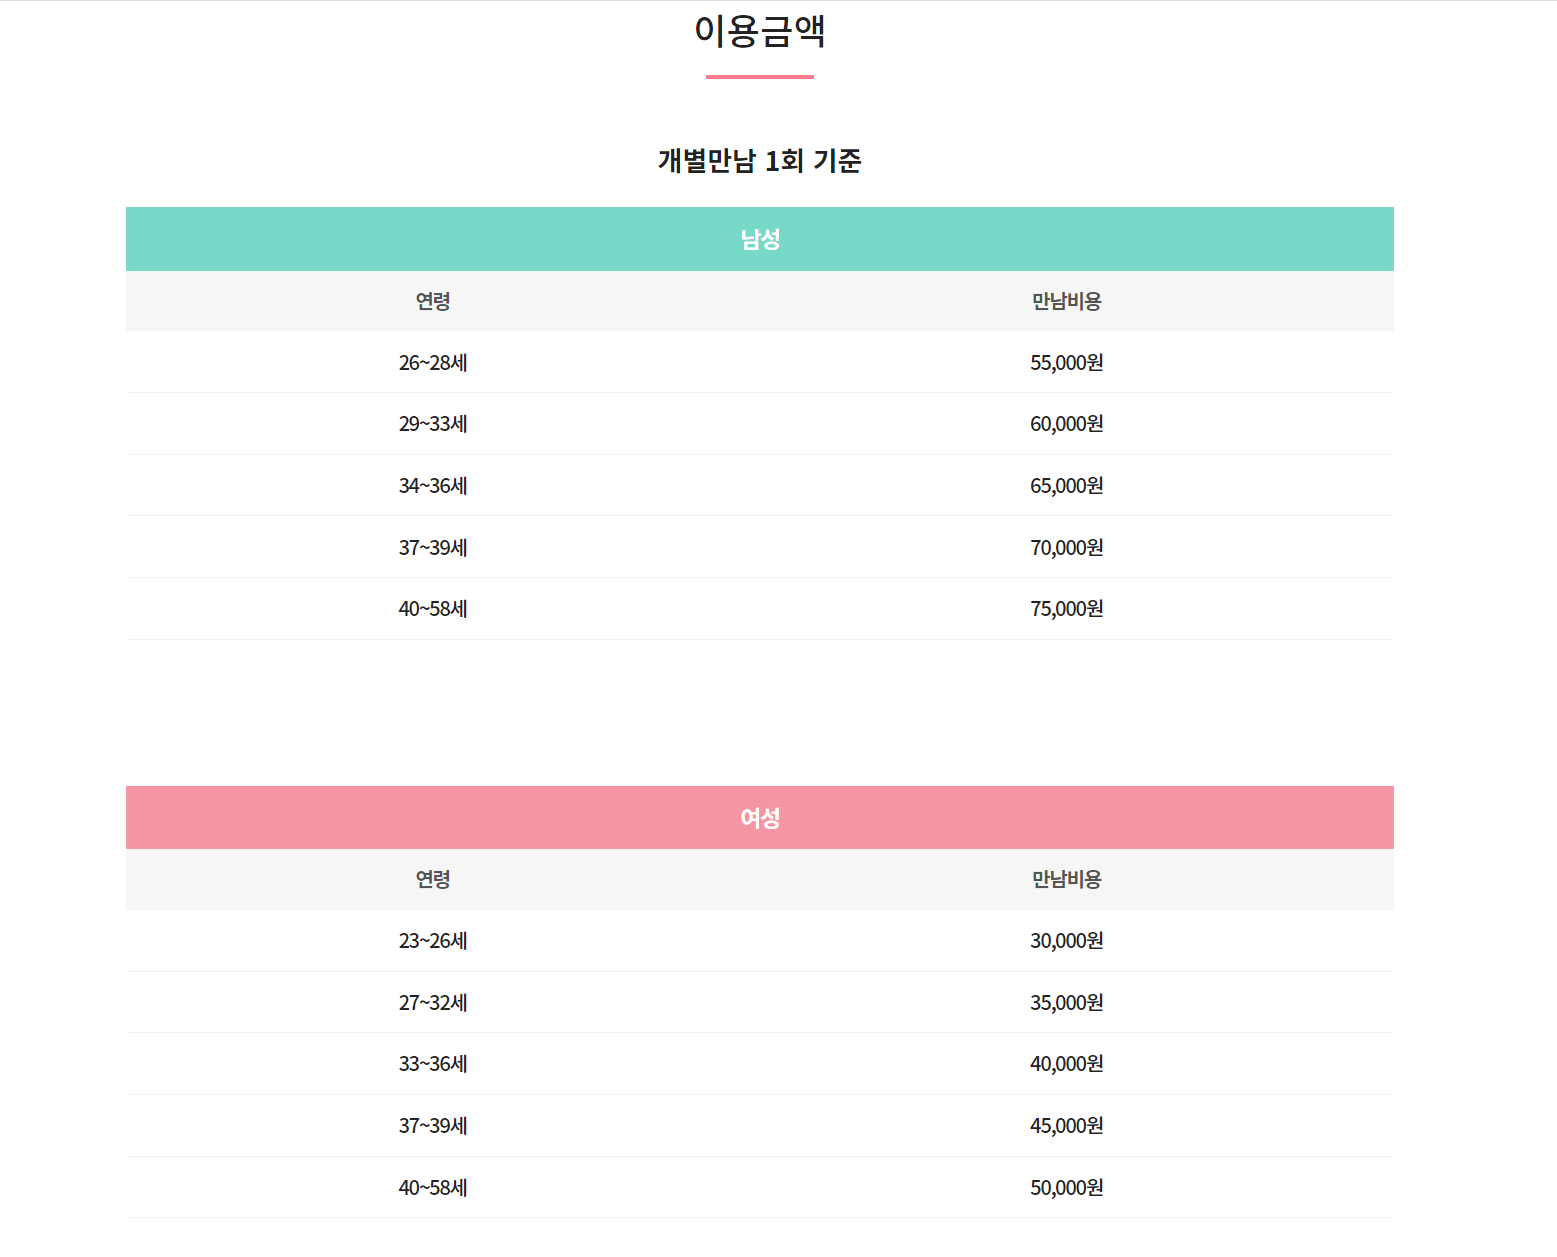 이용금액
개별만남 1회 기준
남성
연령 만남비용
26~28세 55,000원
29~33세 60,000원
34~36세 65,000원
37~39세 70,000원
40~58세 75,000원
여성
연령 만남비용
23~26세 30,000원
27~32세 35,000원
33~36세 40,000원
37~39세 45,000원
40~58세 50,000원